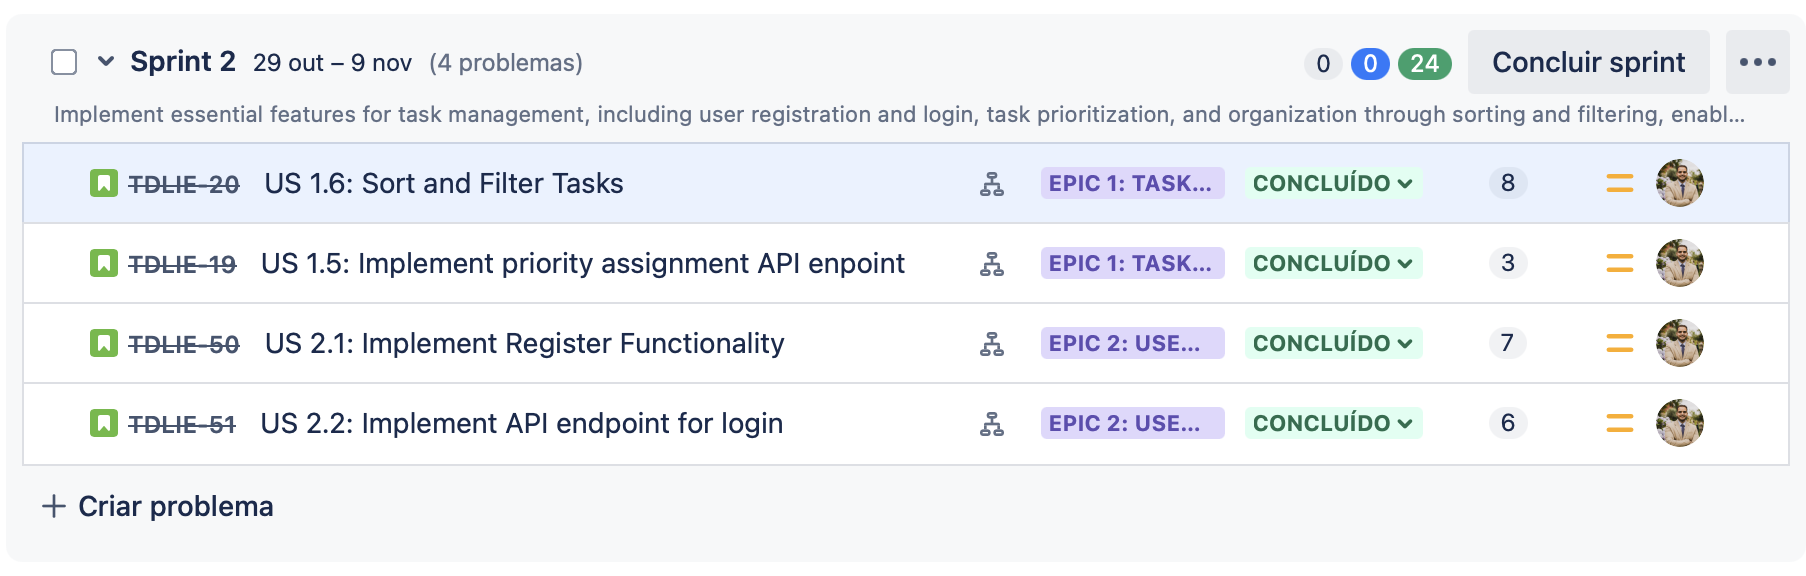 Sprint 2 29 out – 9 nov (4 problemas) 0 0 24 Concluir sprint
Implement essential features for task management, including user registration and login, task prioritization, and organization through sorting and filtering, enabl...
TDLIE-20 US 1.6: Sort and Filter Tasks EPIC 1: TASK... CONCLUÍDO 8
TDLIE-19 US 1.5: Implement priority assignment API enpoint EPIC 1: TASK... CONCLUÍDO 3
TDLIE-50 US 2.1: Implement Register Functionality EPIC 2: USE... CONCLUÍDO 7
TDLIE-51 US 2.2: Implement API endpoint for login EPIC 2: USE... CONCLUÍDO 6
+ Criar problema